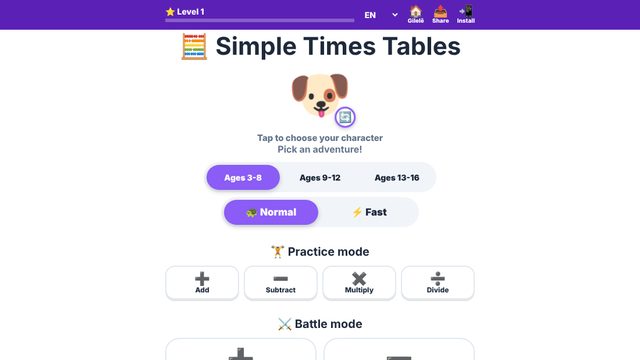 ⭐ Level 1
EN
Gilelē
Share
Install
🧮 Simple Times Tables
Tap to choose your character
Pick an adventure!
Ages 3-8
Ages 9-12
Ages 13-16
🐢 Normal
⚡ Fast
🏋️ Practice mode
Add
Subtract
Multiply
Divide
⚔️ Battle mode